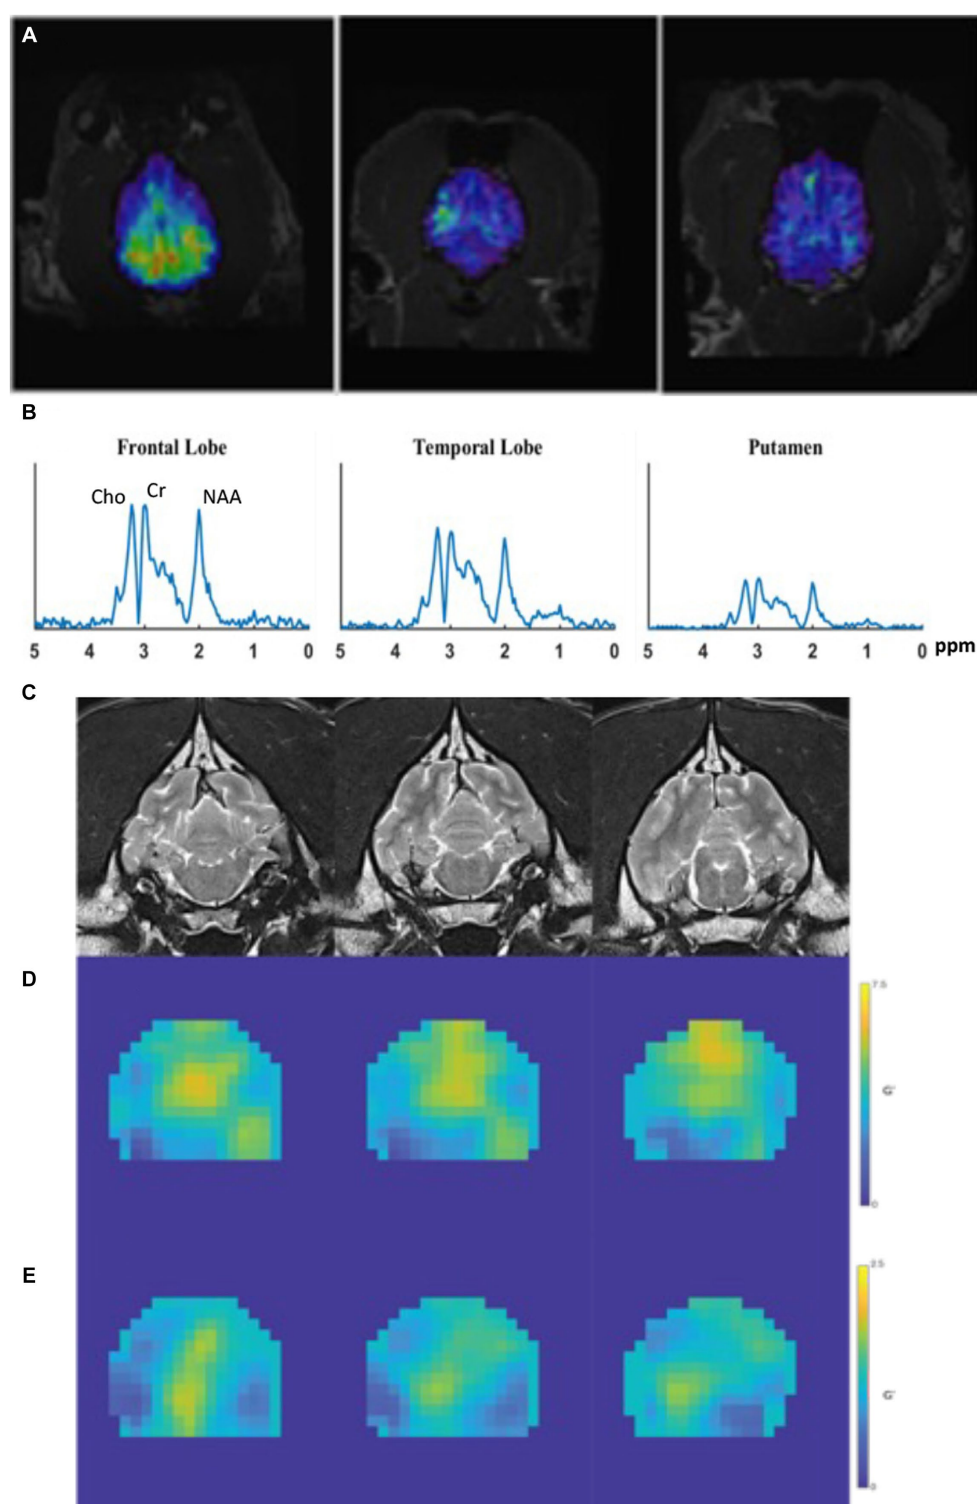 A
B
Frontal Lobe
Temporal Lobe
Putamen
Cho
Cr
NAA
5 4 3 2 1 0
5 4 3 2 1 0
5 4 3 2 1 0 ppm
C
D
7.5
G'
0
E
2.5
G'
0